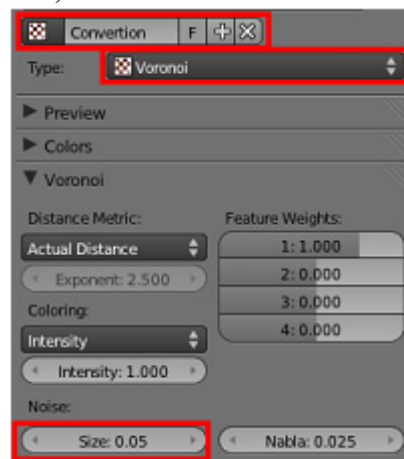 Convertion F
Type: Voronoi
Preview
Colors
Voronoi
Distance Metric: Feature Weights:
Actual Distance 1: 1.000
Exponent: 2.500 2: 0.000
Coloring: 3: 0.000
Intensity 4: 0.000
Intensity: 1.000
Noise:
Size: 0.05 Nabla: 0.025